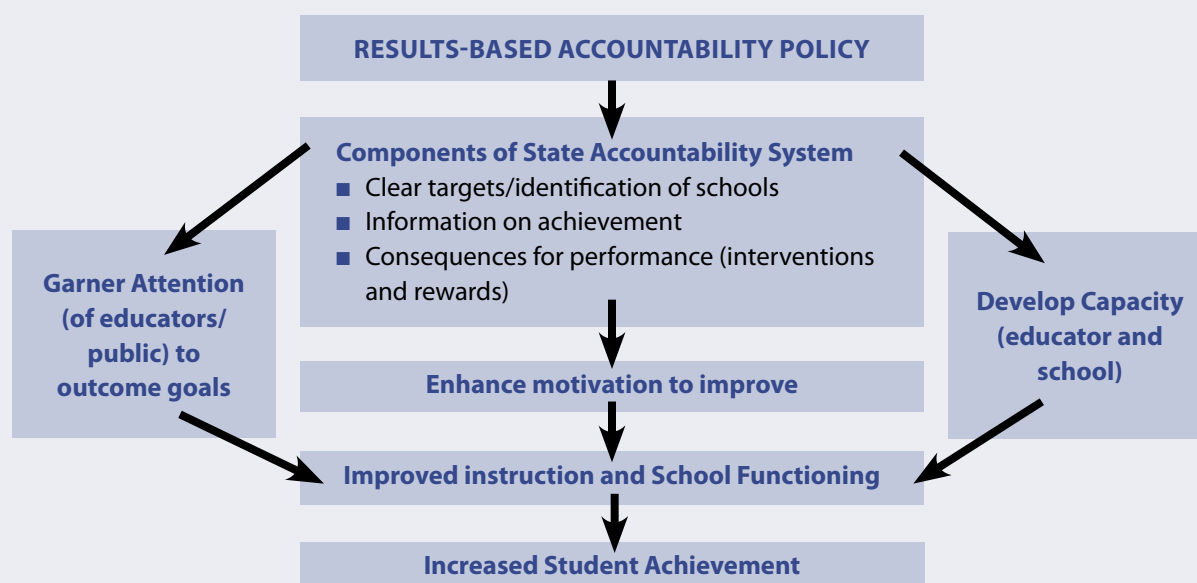 RESULTS-BASED ACCOUNTABILITY POLICY
Components of State Accountability System
■ Clear targets/identification of schools
■ Information on achievement
■ Consequences for performance (interventions
and rewards)
Garner Attention
(of educators/
public) to
outcome goals
Enhance motivation to improve
Develop Capacity
(educator and
school)
Improved instruction and School Functioning
Increased Student Achievement